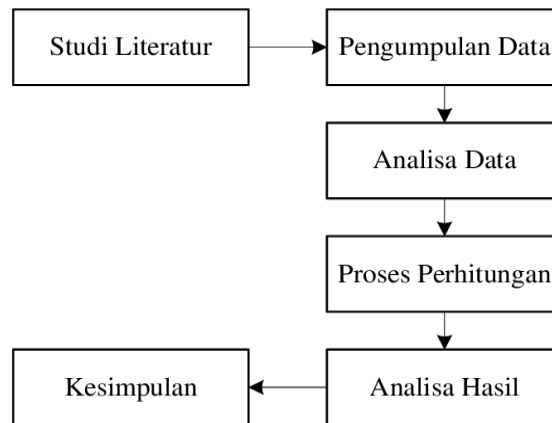 Studi Literatur
Pengumpulan Data
Analisa Data
Proses Perhitungan
Analisa Hasil
Kesimpulan